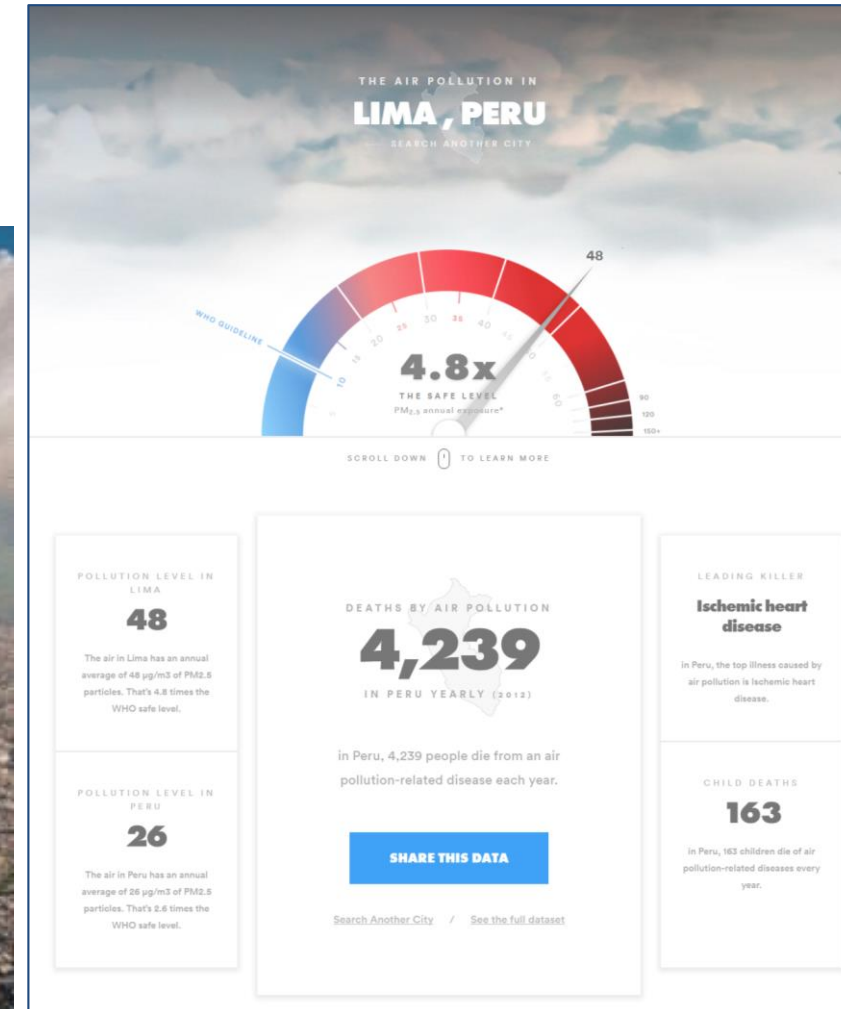 THE AIR POLLUTION IN
LIMA, PERU
SEARCH ANOTHER CITY
48
WHO GUIDELINE
5
10
15
20
25
30
35
40
50
60
90
120
150+
4.8x
THE SAFE LEVEL
PM2.5 annual exposure*
SCROLL DOWN TO LEARN MORE
POLLUTION LEVEL IN
LIMA
48
The air in Lima has an annual
average of 48 µg/m3 of PM2.5
particles. That's 4.8 times the
WHO safe level.
POLLUTION LEVEL IN
PERU
26
The air in Peru has an annual
average of 26 µg/m3 of PM2.5
particles. That's 2.6 times the
WHO safe level.
DEATHS BY AIR POLLUTION
4,239
IN PERU YEARLY (2012)
in Peru, 4,239 people die from an air
pollution-related disease each year.
SHARE THIS DATA
Search Another City / See the full dataset
LEADING KILLER
Ischemic heart
disease
in Peru, the top illness caused by
air pollution is Ischemic heart
disease.
CHILD DEATHS
163
in Peru, 163 children die of air
pollution-related diseases every
year.